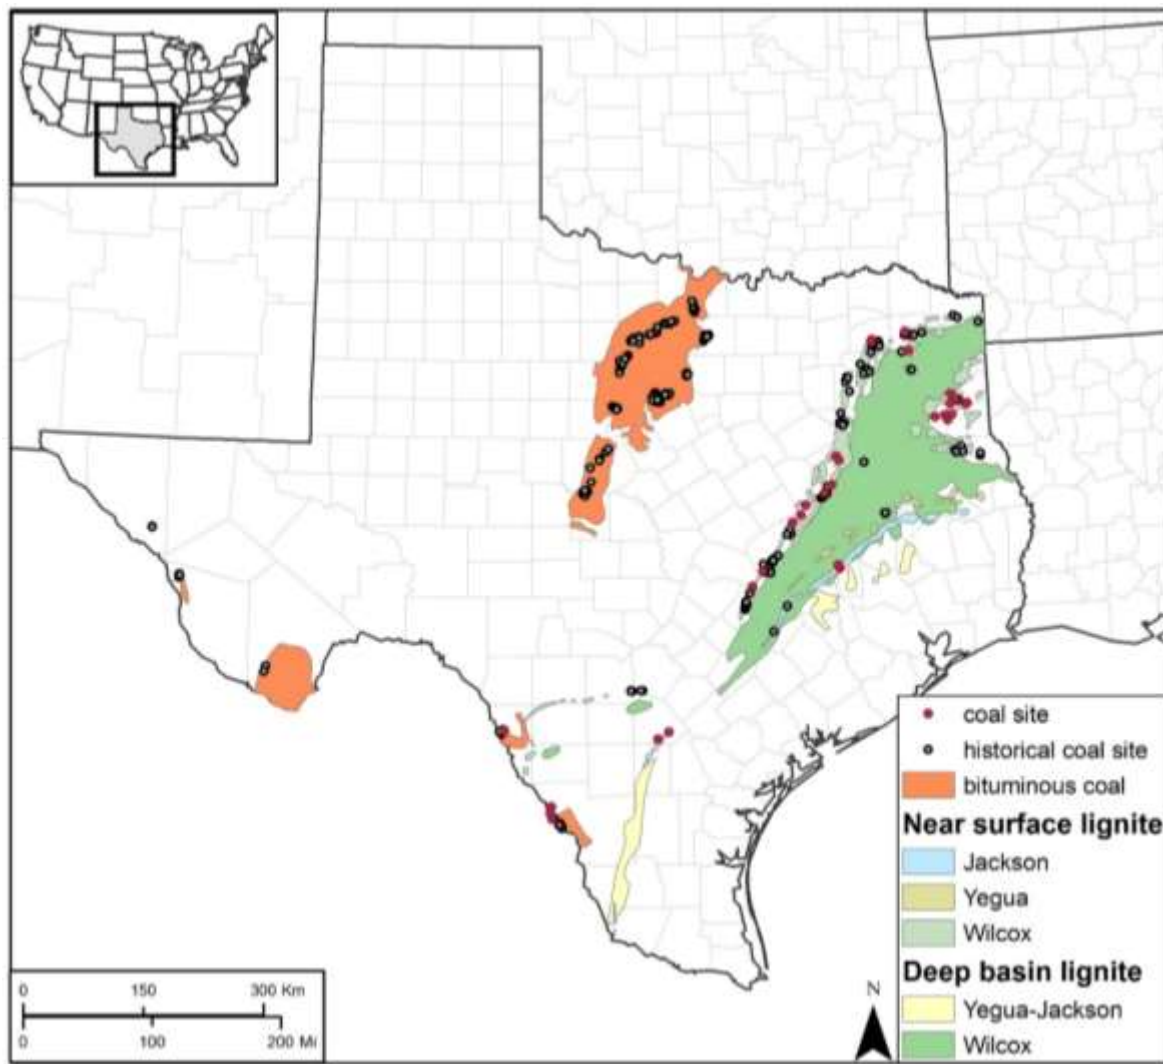 coal site
historical coal site
bituminous coal
Near surface lignite
Jackson
Yegua
Wilcox
Deep basin lignite
Yegua-Jackson
Wilcox
0 150 300 Km
0 100 200 Mi
N